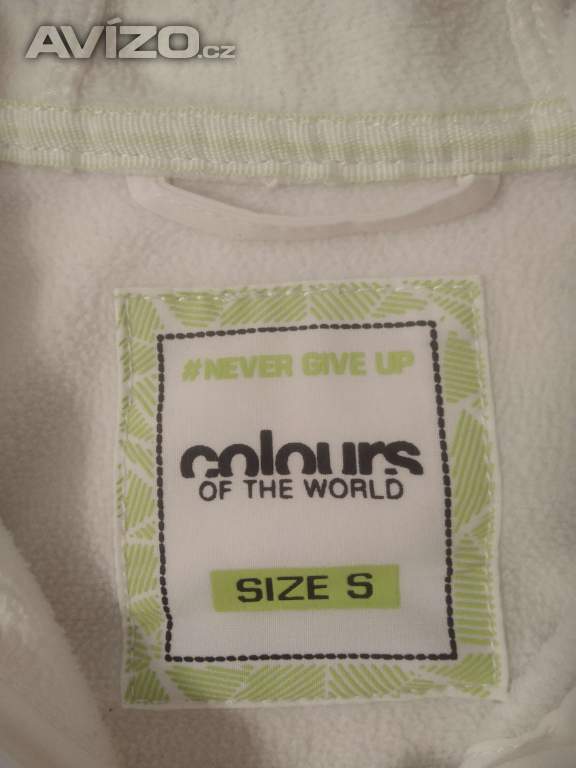 AVÍZO.cz
#NEVER GIVE UP
colours
OF THE WORLD
SIZE S